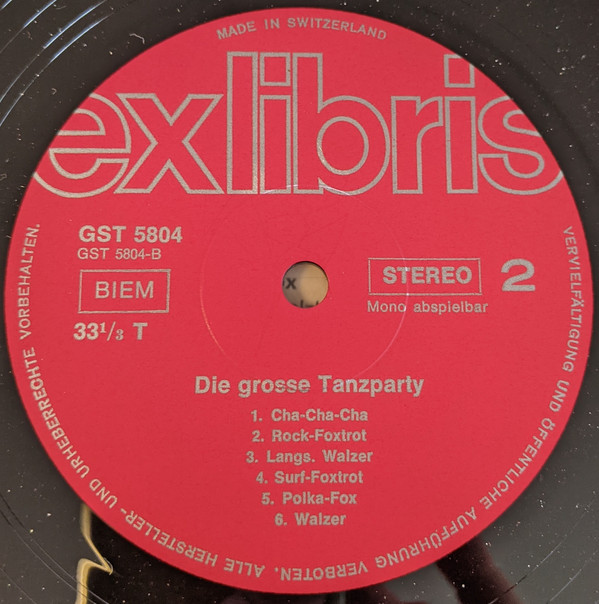 MADE IN SWITZERLAND
exlibris
GST 5804
GST 5804-B
BIEM
33¹/₃ T
STEREO
2
Mono abspielbar
Die grosse Tanzparty
1. Cha-Cha-Cha
2. Rock-Foxtrot
3. Langs. Walzer
4. Surf-Foxtrot
5. Polka-Fox
6. Walzer
ALLE HERSTELLER- UND URHEBERRECHTE VORBEHALTEN.
VERVIELFÄLTIGUNG UND ÖFFENTLICHE AUFFÜHRUNG VERBOTEN.